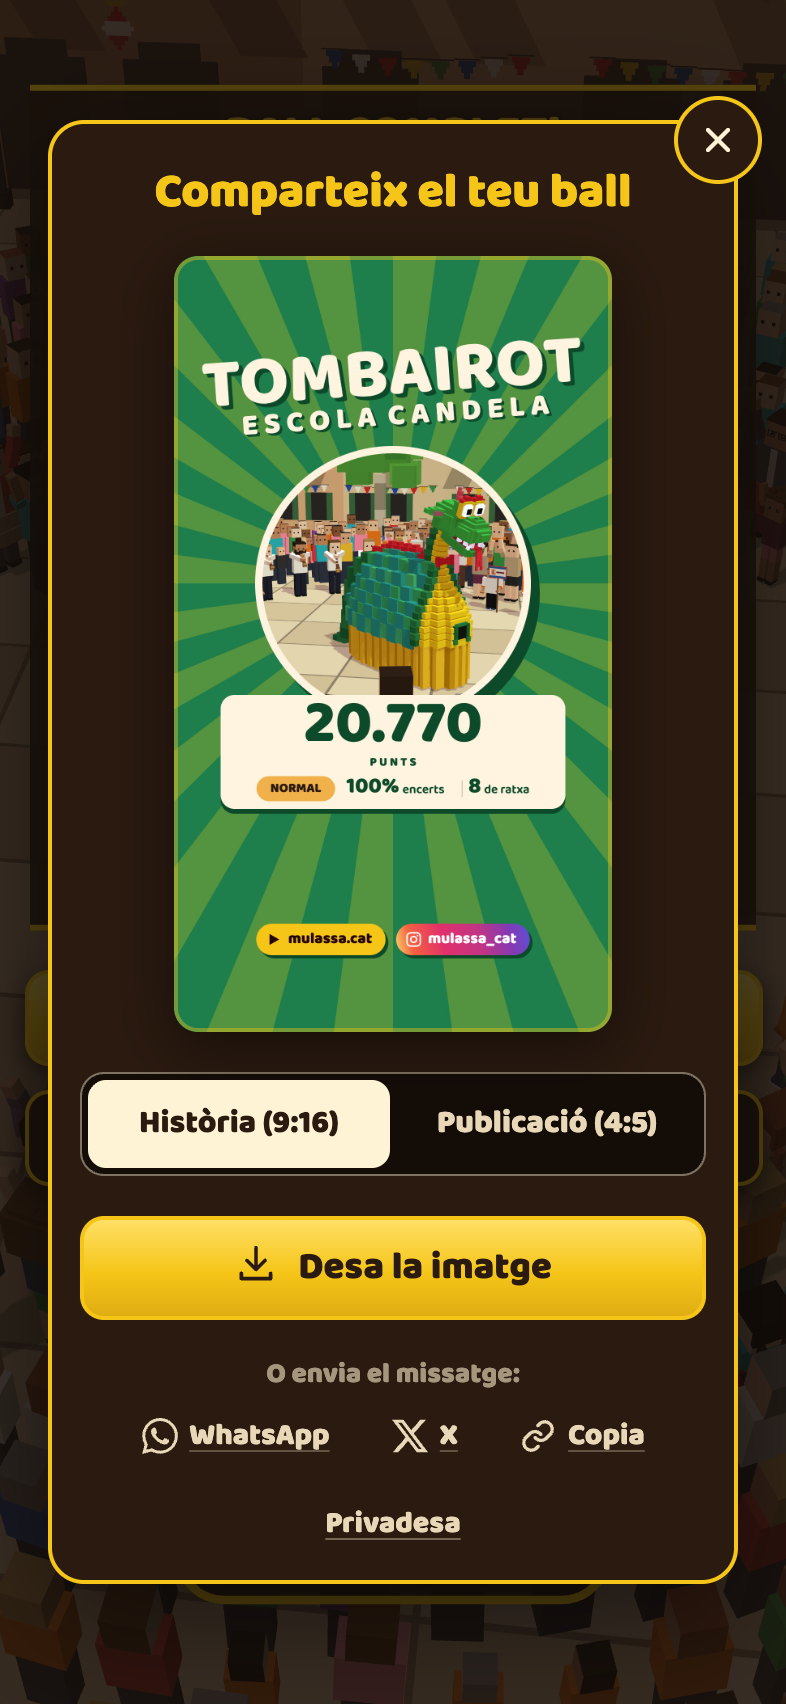 Comparteix el teu ball
TOMBAIROT
ESCOLA CANDELA
20.770
PUNTS
NORMAL 100% encerts 8 de ratxa
mulassa.cat mulassa_cat
Història (9:16) Publicació (4:5)
Desa la imatge
O envia el missatge:
WhatsApp X Copia
Privadesa